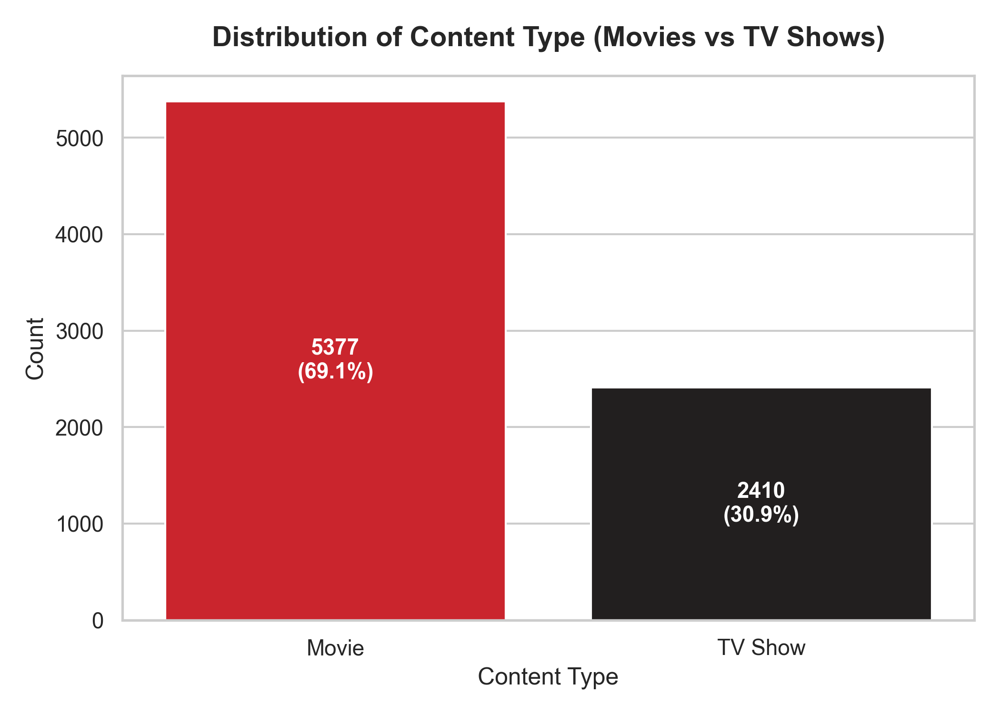 Distribution of Content Type (Movies vs TV Shows)
5000
4000
3000
2000
1000
0
Count
5377
(69.1%)
2410
(30.9%)
Movie
TV Show
Content Type